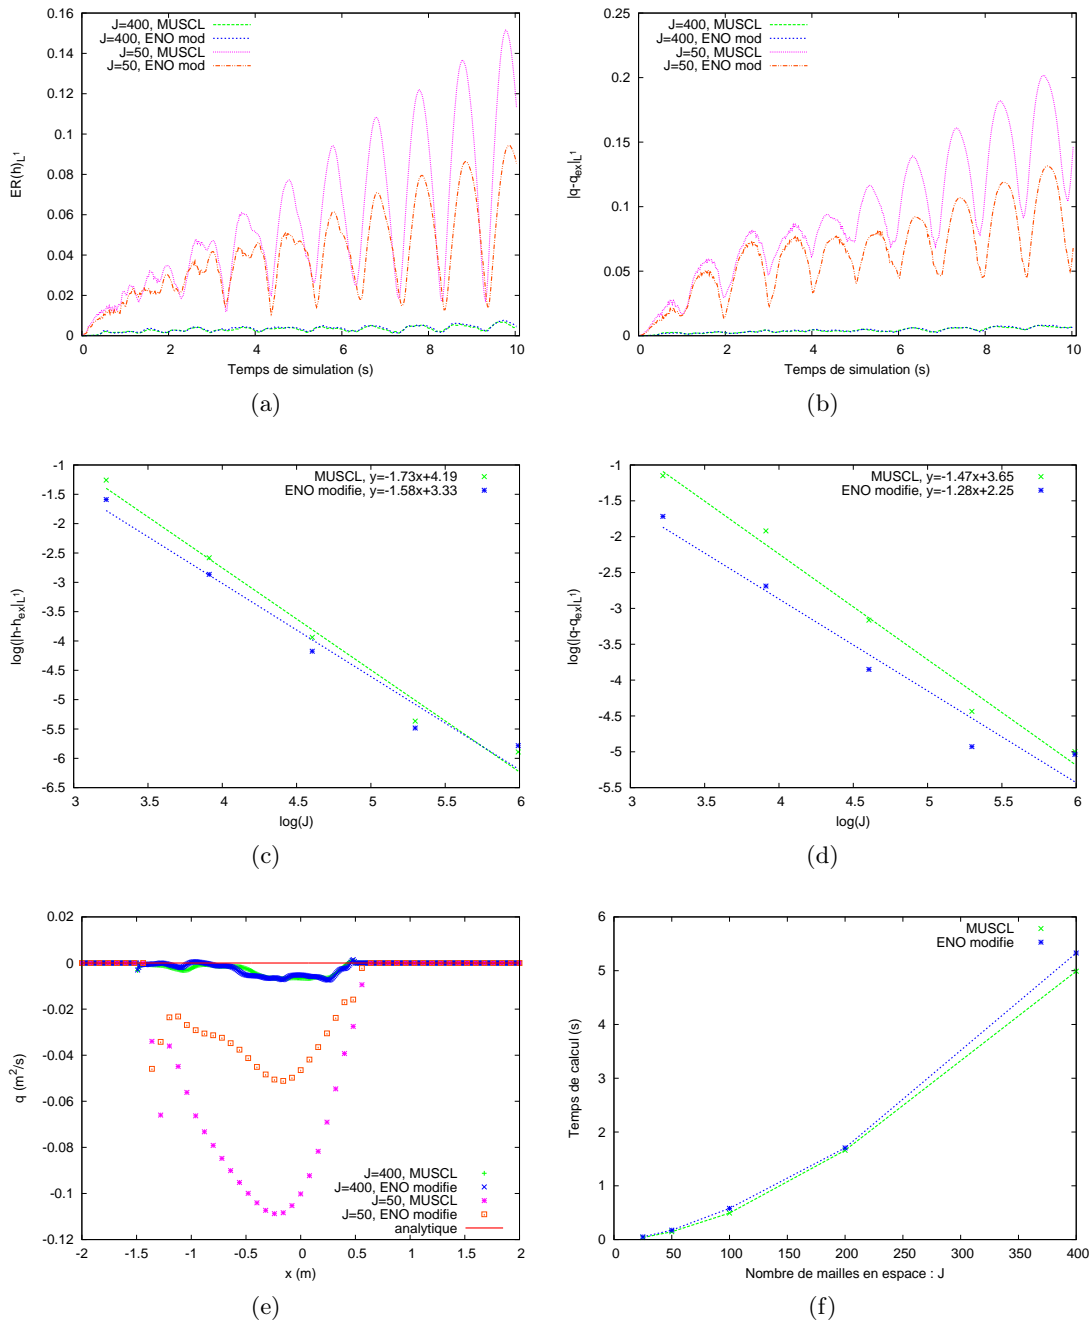 J=400, MUSCL
J=400, ENO mod
J=50, MUSCL
J=50, ENO mod
0.16
0.14
0.12
0.1
0.08
0.06
0.04
0.02
0
ER(h)L1
0 2 4 6 8 10
Temps de simulation (s)
(a)
J=400, MUSCL
J=400, ENO mod
J=50, MUSCL
J=50, ENO mod
0.25
0.2
0.15
0.1
0.05
0
|q-qex|L1
0 2 4 6 8 10
Temps de simulation (s)
(b)
MUSCL, y=-1.73x+4.19
ENO modifie, y=-1.58x+3.33
-1
-1.5
-2
-2.5
-3
-3.5
-4
-4.5
-5
-5.5
-6
-6.5
log(|h-hex|L1)
3 3.5 4 4.5 5 5.5 6
log(J)
(c)
MUSCL, y=-1.47x+3.65
ENO modifie, y=-1.28x+2.25
-1
-1.5
-2
-2.5
-3
-3.5
-4
-4.5
-5
-5.5
log(|q-qex|L1)
3 3.5 4 4.5 5 5.5 6
log(J)
(d)
0.02
0
-0.02
-0.04
-0.06
-0.08
-0.1
-0.12
q (m2/s)
J=400, MUSCL
J=400, ENO modifie
J=50, MUSCL
J=50, ENO modifie
analytique
-2 -1.5 -1 -0.5 0 0.5 1 1.5 2
x (m)
(e)
MUSCL
ENO modifie
6
5
4
3
2
1
0
Temps de calcul (s)
0 50 100 150 200 250 300 350 400
Nombre de mailles en espace : J
(f)